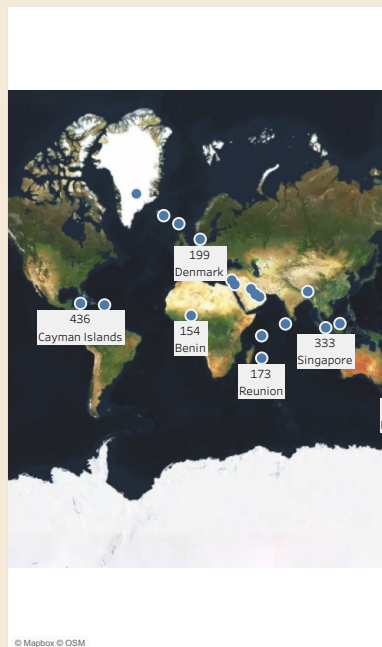 199
Denmark
436
Cayman Islands
154
Benin
333
Singapore
173
Reunion
© Mapbox © OSM